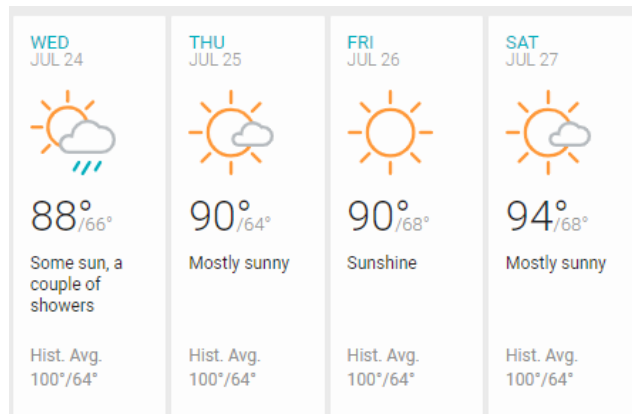 WED
JUL 24
88°/66°
Some sun, a
couple of
showers
Hist. Avg.
100°/64°
THU
JUL 25
90°/64°
Mostly sunny
Hist. Avg.
100°/64°
FRI
JUL 26
90°/68°
Sunshine
Hist. Avg.
100°/64°
SAT
JUL 27
94°/68°
Mostly sunny
Hist. Avg.
100°/64°